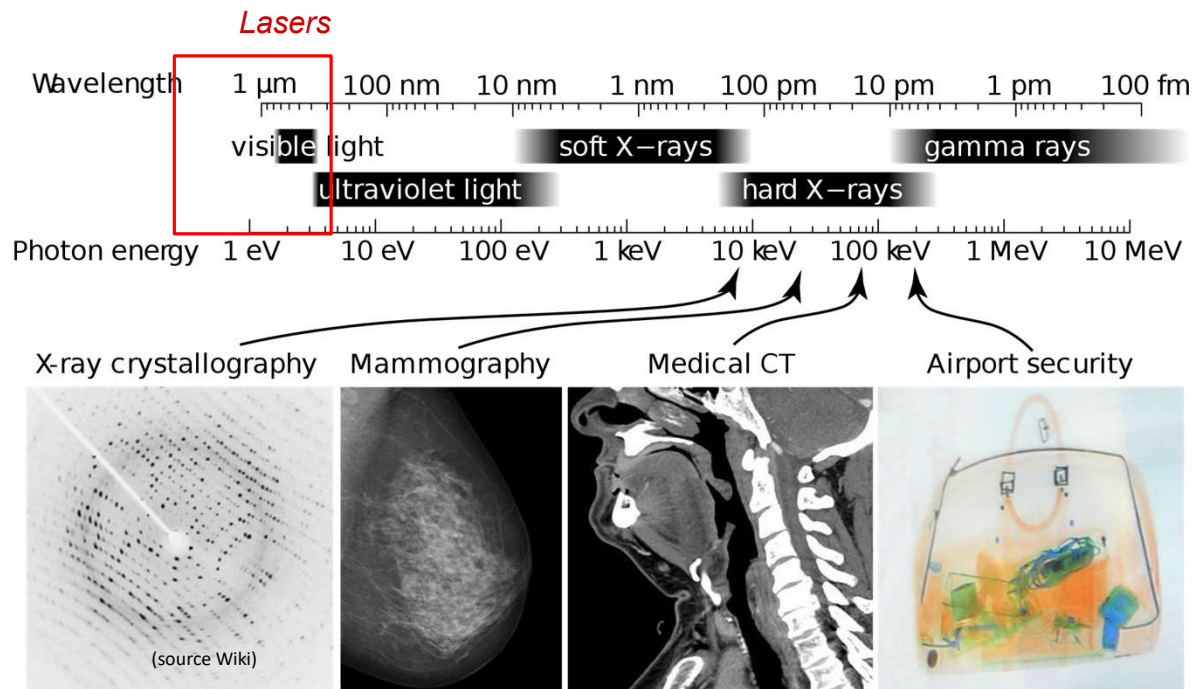 Lasers
Wavelength 1 µm 100 nm 10 nm 1 nm 100 pm 10 pm 1 pm 100 fm
visible light soft X−rays gamma rays
ultraviolet light hard X−rays
Photon energy 1 eV 10 eV 100 eV 1 keV 10 keV 100 keV 1 MeV 10 MeV
X-ray crystallography Mammography Medical CT Airport security
(source Wiki)